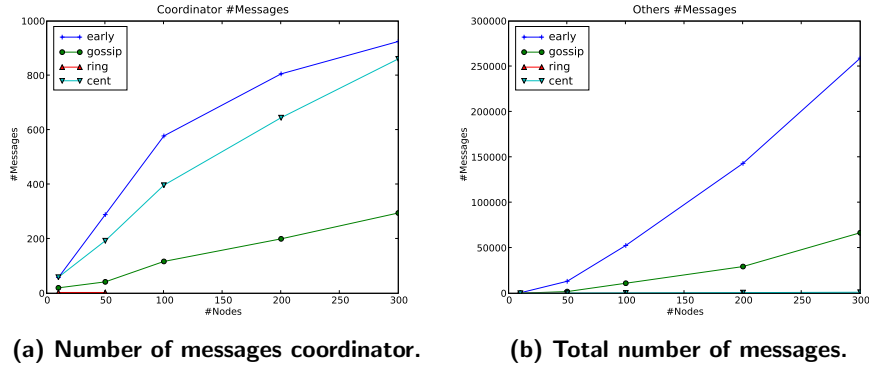 Coordinator #Messages
1000
800
600
400
200
0
#Messages
early
gossip
ring
cent
0
50
100
150
200
250
300
#Nodes
(a) Number of messages coordinator.
Others #Messages
300000
250000
200000
150000
100000
50000
0
#Messages
early
gossip
ring
cent
0
50
100
150
200
250
300
#Nodes
(b) Total number of messages.